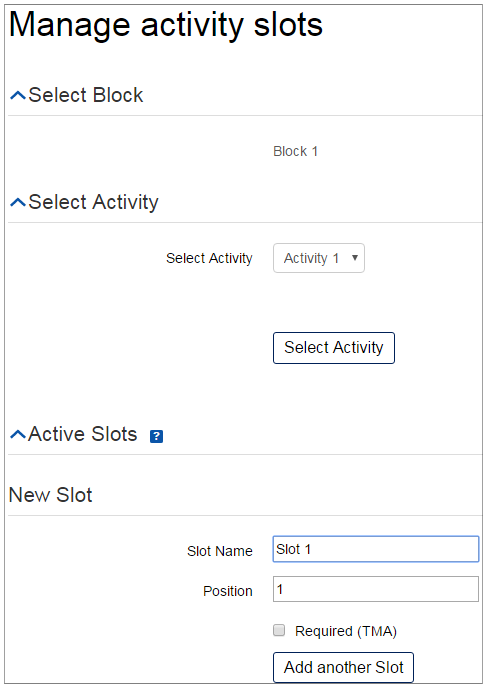 Manage activity slots
Select Block
Block 1
Select Activity
Select Activity Activity 1
Select Activity
Active Slots ?
New Slot
Slot Name Slot 1
Position 1
Required (TMA)
Add another Slot